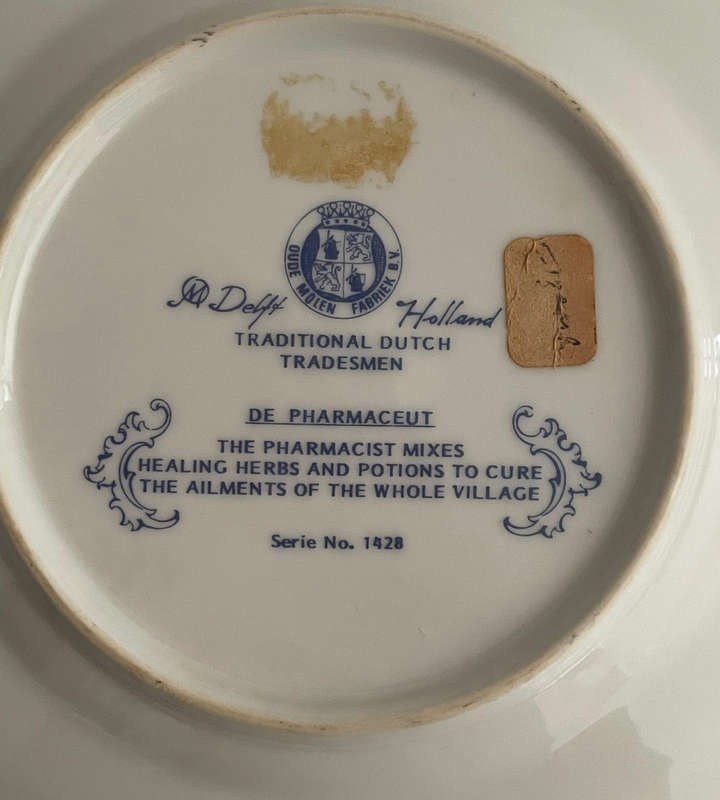 OUDE MOLEN FABRIEK B.V.
Delft Holland
TRADITIONAL DUTCH
TRADESMEN
DE PHARMACEUT
THE PHARMACIST MIXES
HEALING HERBS AND POTIONS TO CURE
THE AILMENTS OF THE WHOLE VILLAGE
Serie No. 1428